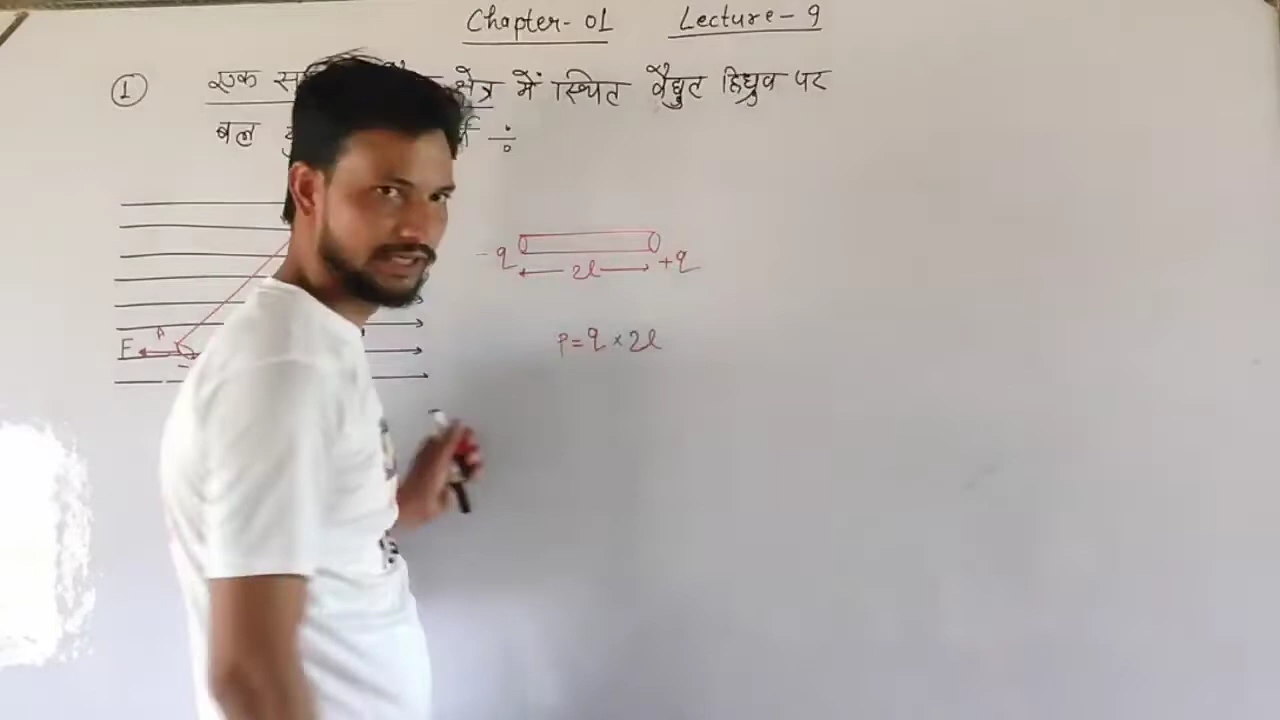 Chapter-01 Lecture-9
① एक क्षेत्र में स्थित वैद्युत द्विध्रुव पर
बल ÷
-q 2l +q
P=q×2l
F A